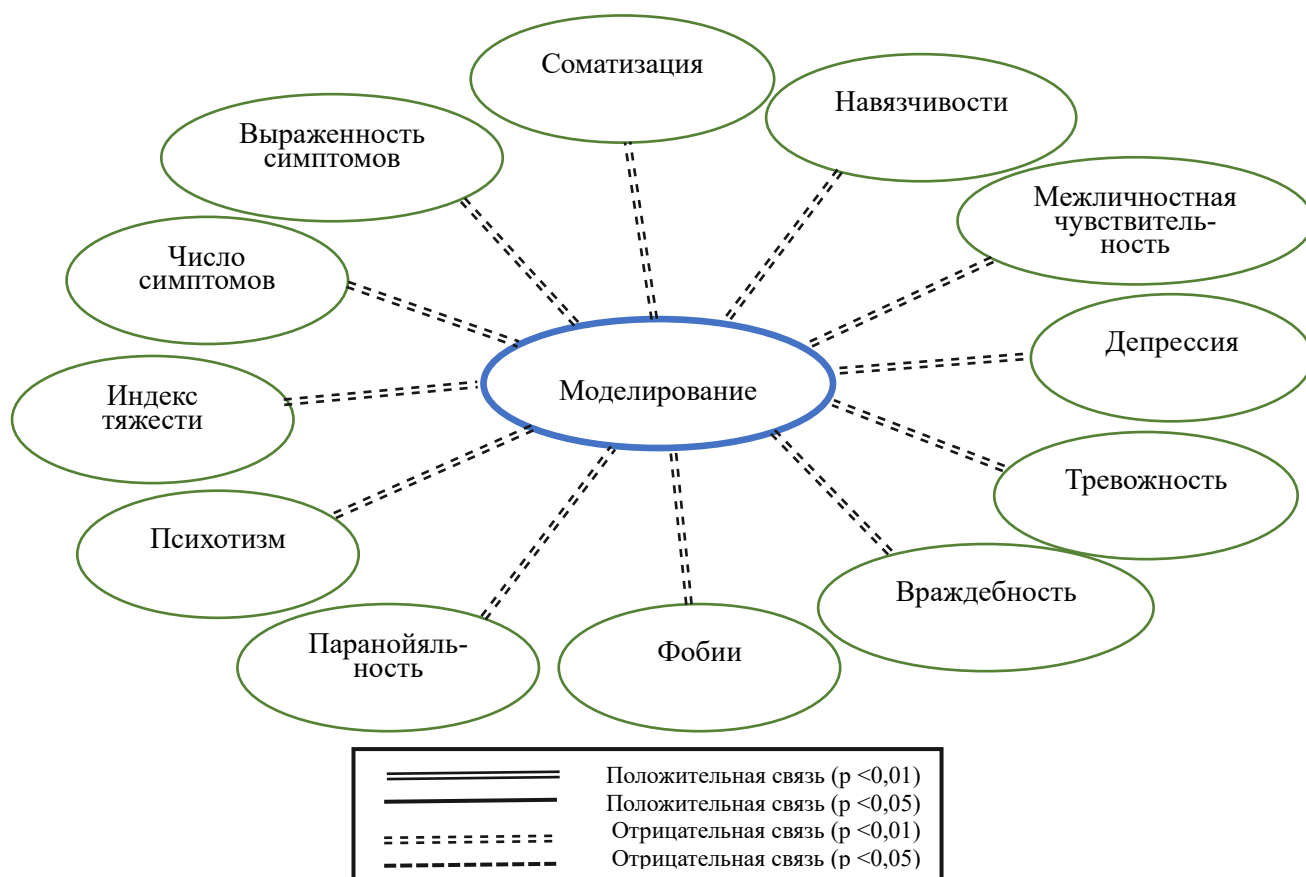 Соматизация
Навязчивости
Выраженность
симптомов
Межличностная
чувствитель-
ность
Число
симптомов
Депрессия
Моделирование
Индекс
тяжести
Тревожность
Психотизм
Враждебность
Паранойяль-
ность
Фобии
Положительная связь (p <0,01)
Положительная связь (p <0,05)
Отрицательная связь (p <0,01)
Отрицательная связь (p <0,05)